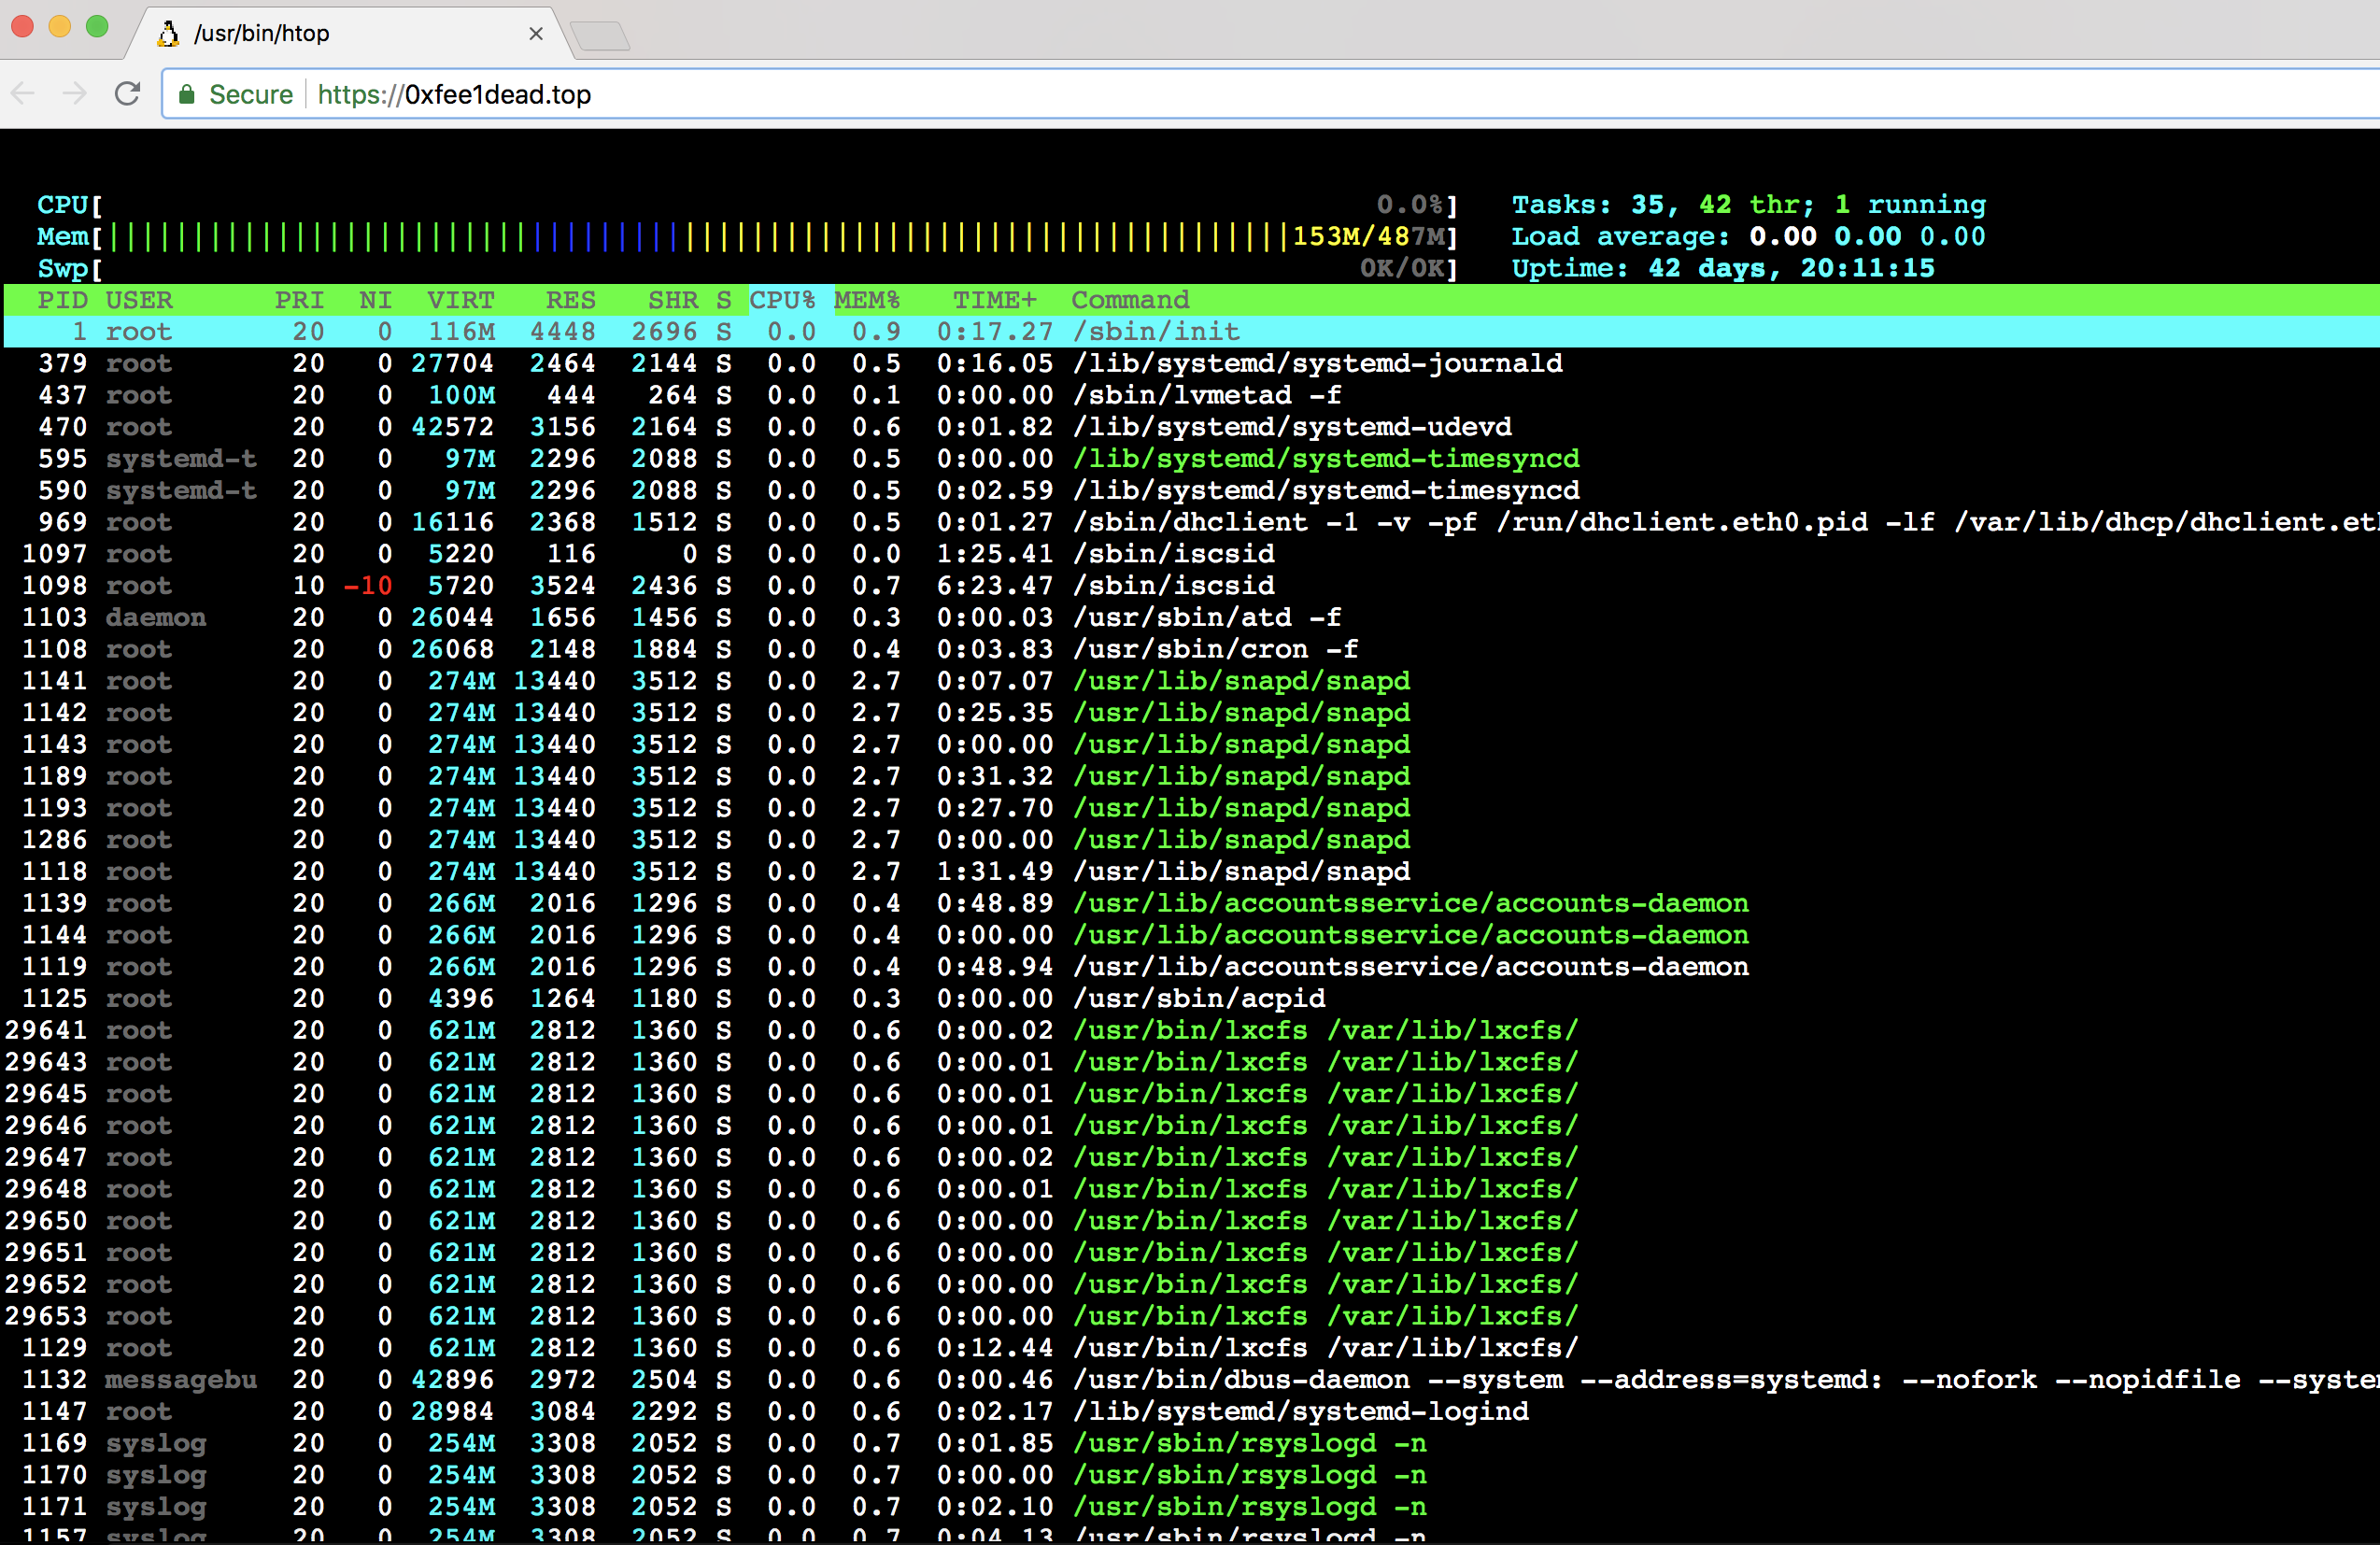 /usr/bin/htop
Secure https://0xfee1dead.top
CPU[ 0.0%] Tasks: 35, 42 thr; 1 running
Mem[||||||||||||||||||||||||||||||||||||||||||||||||||||||||||||||||||||||153M/487M] Load average: 0.00 0.00 0.00
Swp[ 0K/0K] Uptime: 42 days, 20:11:15
PID USER PRI NI VIRT RES SHR S CPU% MEM% TIME+ Command
1 root 20 0 116M 4448 2696 S 0.0 0.9 0:17.27 /sbin/init
379 root 20 0 27704 2464 2144 S 0.0 0.5 0:16.05 /lib/systemd/systemd-journald
437 root 20 0 100M 444 264 S 0.0 0.1 0:00.00 /sbin/lvmetad -f
470 root 20 0 42572 3156 2164 S 0.0 0.6 0:01.82 /lib/systemd/systemd-udevd
595 systemd-t 20 0 97M 2296 2088 S 0.0 0.5 0:00.00 /lib/systemd/systemd-timesyncd
590 systemd-t 20 0 97M 2296 2088 S 0.0 0.5 0:02.59 /lib/systemd/systemd-timesyncd
969 root 20 0 16116 2368 1512 S 0.0 0.5 0:01.27 /sbin/dhclient -1 -v -pf /run/dhclient.eth0.pid -lf /var/lib/dhcp/dhclient.et
1097 root 20 0 5220 116 0 S 0.0 0.0 1:25.41 /sbin/iscsid
1098 root 10 -10 5720 3524 2436 S 0.0 0.7 6:23.47 /sbin/iscsid
1103 daemon 20 0 26044 1656 1456 S 0.0 0.3 0:00.03 /usr/sbin/atd -f
1108 root 20 0 26068 2148 1884 S 0.0 0.4 0:03.83 /usr/sbin/cron -f
1141 root 20 0 274M 13440 3512 S 0.0 2.7 0:07.07 /usr/lib/snapd/snapd
1142 root 20 0 274M 13440 3512 S 0.0 2.7 0:25.35 /usr/lib/snapd/snapd
1143 root 20 0 274M 13440 3512 S 0.0 2.7 0:00.00 /usr/lib/snapd/snapd
1189 root 20 0 274M 13440 3512 S 0.0 2.7 0:31.32 /usr/lib/snapd/snapd
1193 root 20 0 274M 13440 3512 S 0.0 2.7 0:27.70 /usr/lib/snapd/snapd
1286 root 20 0 274M 13440 3512 S 0.0 2.7 0:00.00 /usr/lib/snapd/snapd
1118 root 20 0 274M 13440 3512 S 0.0 2.7 1:31.49 /usr/lib/snapd/snapd
1139 root 20 0 266M 2016 1296 S 0.0 0.4 0:48.89 /usr/lib/accountsservice/accounts-daemon
1144 root 20 0 266M 2016 1296 S 0.0 0.4 0:00.00 /usr/lib/accountsservice/accounts-daemon
1119 root 20 0 266M 2016 1296 S 0.0 0.4 0:48.94 /usr/lib/accountsservice/accounts-daemon
1125 root 20 0 4396 1264 1180 S 0.0 0.3 0:00.00 /usr/sbin/acpid
29641 root 20 0 621M 2812 1360 S 0.0 0.6 0:00.02 /usr/bin/lxcfs /var/lib/lxcfs/
29643 root 20 0 621M 2812 1360 S 0.0 0.6 0:00.01 /usr/bin/lxcfs /var/lib/lxcfs/
29645 root 20 0 621M 2812 1360 S 0.0 0.6 0:00.01 /usr/bin/lxcfs /var/lib/lxcfs/
29646 root 20 0 621M 2812 1360 S 0.0 0.6 0:00.01 /usr/bin/lxcfs /var/lib/lxcfs/
29647 root 20 0 621M 2812 1360 S 0.0 0.6 0:00.02 /usr/bin/lxcfs /var/lib/lxcfs/
29648 root 20 0 621M 2812 1360 S 0.0 0.6 0:00.01 /usr/bin/lxcfs /var/lib/lxcfs/
29650 root 20 0 621M 2812 1360 S 0.0 0.6 0:00.00 /usr/bin/lxcfs /var/lib/lxcfs/
29651 root 20 0 621M 2812 1360 S 0.0 0.6 0:00.00 /usr/bin/lxcfs /var/lib/lxcfs/
29652 root 20 0 621M 2812 1360 S 0.0 0.6 0:00.00 /usr/bin/lxcfs /var/lib/lxcfs/
29653 root 20 0 621M 2812 1360 S 0.0 0.6 0:00.00 /usr/bin/lxcfs /var/lib/lxcfs/
1129 root 20 0 621M 2812 1360 S 0.0 0.6 0:12.44 /usr/bin/lxcfs /var/lib/lxcfs/
1132 messagebu 20 0 42896 2972 2504 S 0.0 0.6 0:00.46 /usr/bin/dbus-daemon --system --address=systemd: --nofork --nopidfile --system
1147 root 20 0 28984 3084 2292 S 0.0 0.6 0:02.17 /lib/systemd/systemd-logind
1169 syslog 20 0 254M 3308 2052 S 0.0 0.7 0:01.85 /usr/sbin/rsyslogd -n
1170 syslog 20 0 254M 3308 2052 S 0.0 0.7 0:00.00 /usr/sbin/rsyslogd -n
1171 syslog 20 0 254M 3308 2052 S 0.0 0.7 0:02.10 /usr/sbin/rsyslogd -n
1157 syslog 20 0 254M 3308 2052 S 0.0 0.7 0:04.13 /usr/sbin/rsyslogd -n